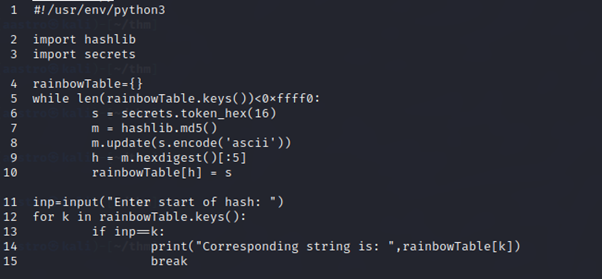 1 #!/usr/env/python3
2 import hashlib
3 import secrets
4 rainbowTable={}
5 while len(rainbowTable.keys())<0×ffff0:
6 s = secrets.token_hex(16)
7 m = hashlib.md5()
8 m.update(s.encode('ascii'))
9 h = m.hexdigest()[:5]
10 rainbowTable[h] = s
11 inp=input("Enter start of hash: ")
12 for k in rainbowTable.keys():
13 if inp==k:
14 print("Corresponding string is: ",rainbowTable[k])
15 break